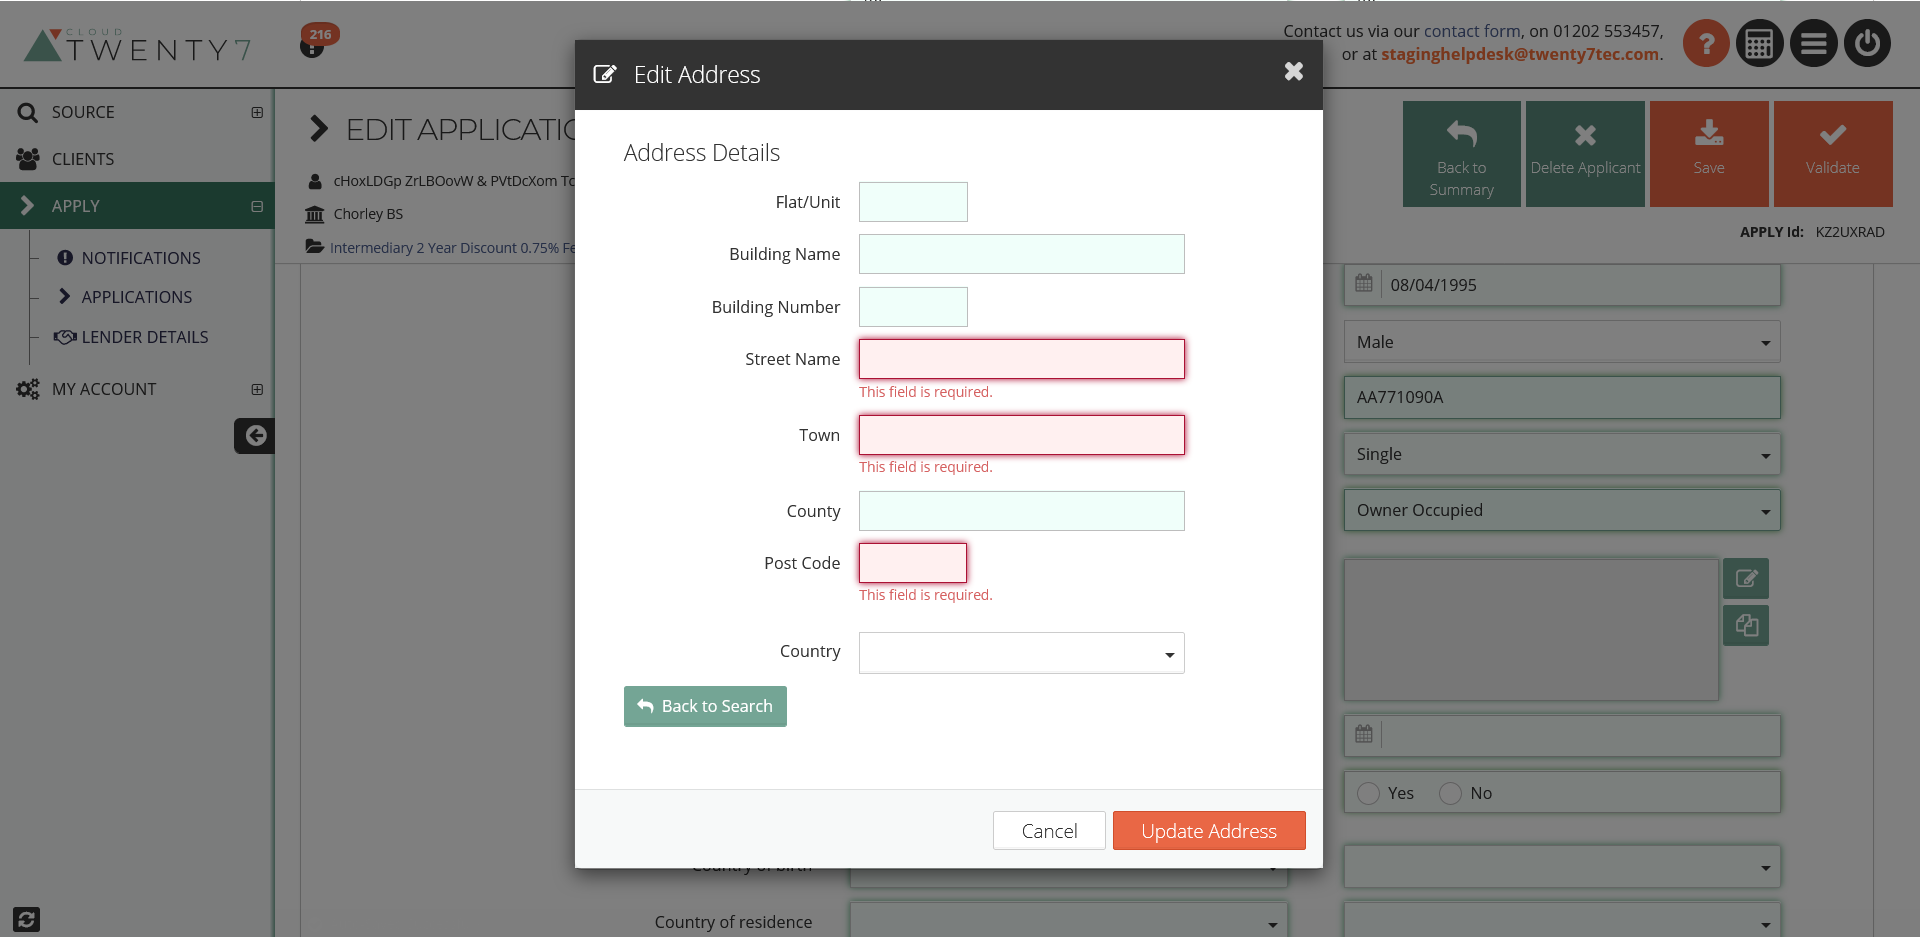 CLOUD
TWENTY7
216
Contact us via our contact form, on 01202 553457,
or at staginghelpdesk@twenty7tec.com.
SOURCE
CLIENTS
APPLY
NOTIFICATIONS
APPLICATIONS
LENDER DETAILS
MY ACCOUNT
EDIT APPLICATIO
cHoxLDGp ZrLBOovW & PVtDcXom To
Chorley BS
Intermediary 2 Year Discount 0.75% Fe
Back to Summary
Delete Applicant
Save
Validate
APPLY Id: KZ2UXRAD
Edit Address
Address Details
Flat/Unit
Building Name
Building Number
Street Name
This field is required.
Town
This field is required.
County
Post Code
This field is required.
Country
Back to Search
Cancel
Update Address
08/04/1995
Male
AA771090A
Single
Owner Occupied
Yes No
Country of birth
Country of residence